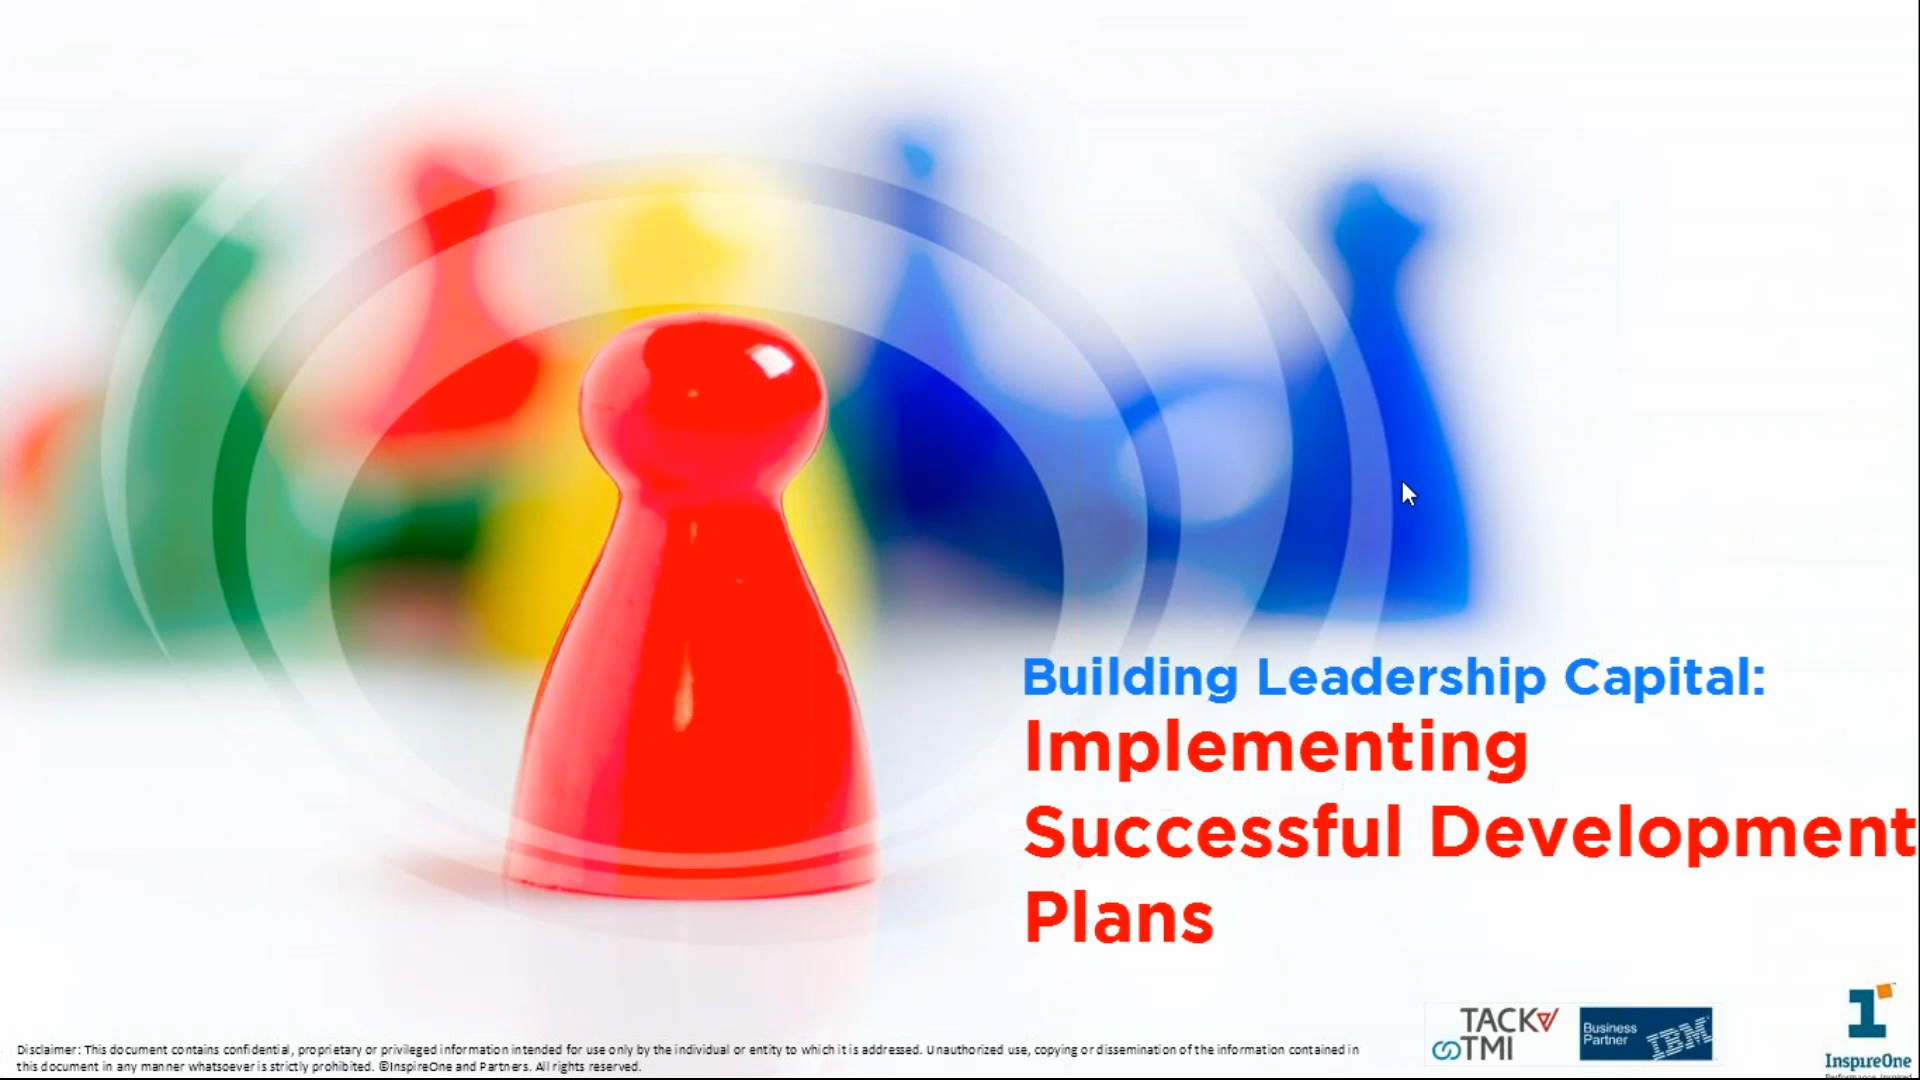 Building Leadership Capital:
Implementing
Successful Development
Plans
TACK
TMI
Business
Partner
IBM
InspireOne
Disclaimer: This document contains confidential, proprietary or privileged information intended for use only by the individual or entity to which it is addressed. Unauthorized use, copying or dissemination of the information contained in
this document in any manner whatsoever is strictly prohibited. ©InspireOne and Partners. All rights reserved.